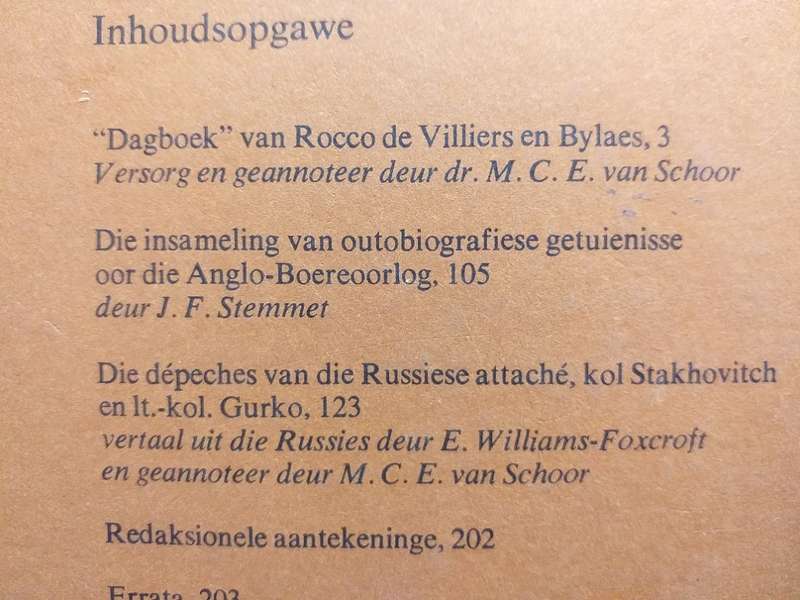 Inhoudsopgawe
“Dagboek” van Rocco de Villiers en Bylaes, 3
Versorg en geannoteer deur dr. M. C. E. van Schoor
Die insameling van outobiografiese getuienisse
oor die Anglo-Boereoorlog, 105
deur J. F. Stemmet
Die dépeches van die Russiese attaché, kol Stakhovitch
en lt.-kol. Gurko, 123
vertaal uit die Russies deur E. Williams-Foxcroft
en geannoteer deur M. C. E. van Schoor
Redaksionele aantekeninge, 202
Errata, 203